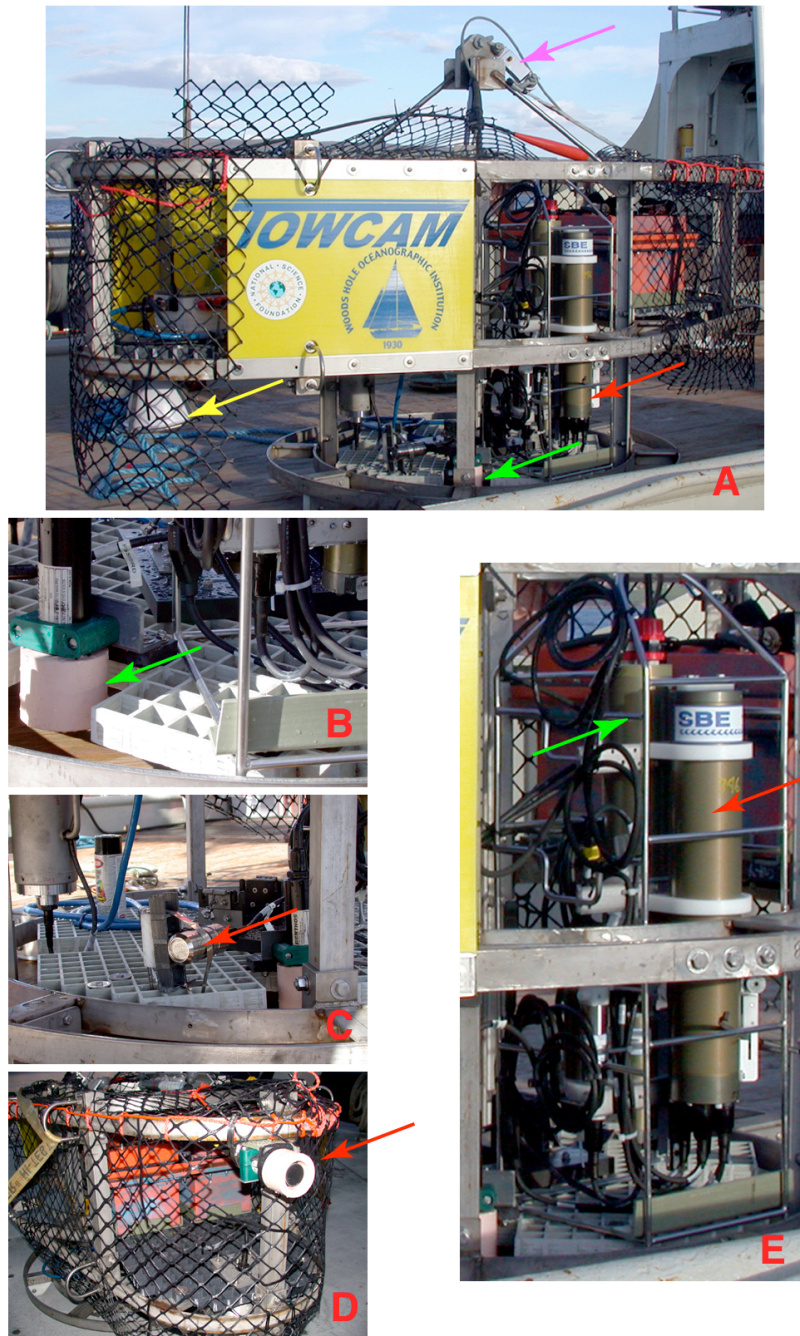 TOWCAM
NATIONAL SCIENCE FOUNDATION
WOODS HOLE OCEANOGRAPHIC INSTITUTION
1930
SBE
A
B
C
D
SBE
E